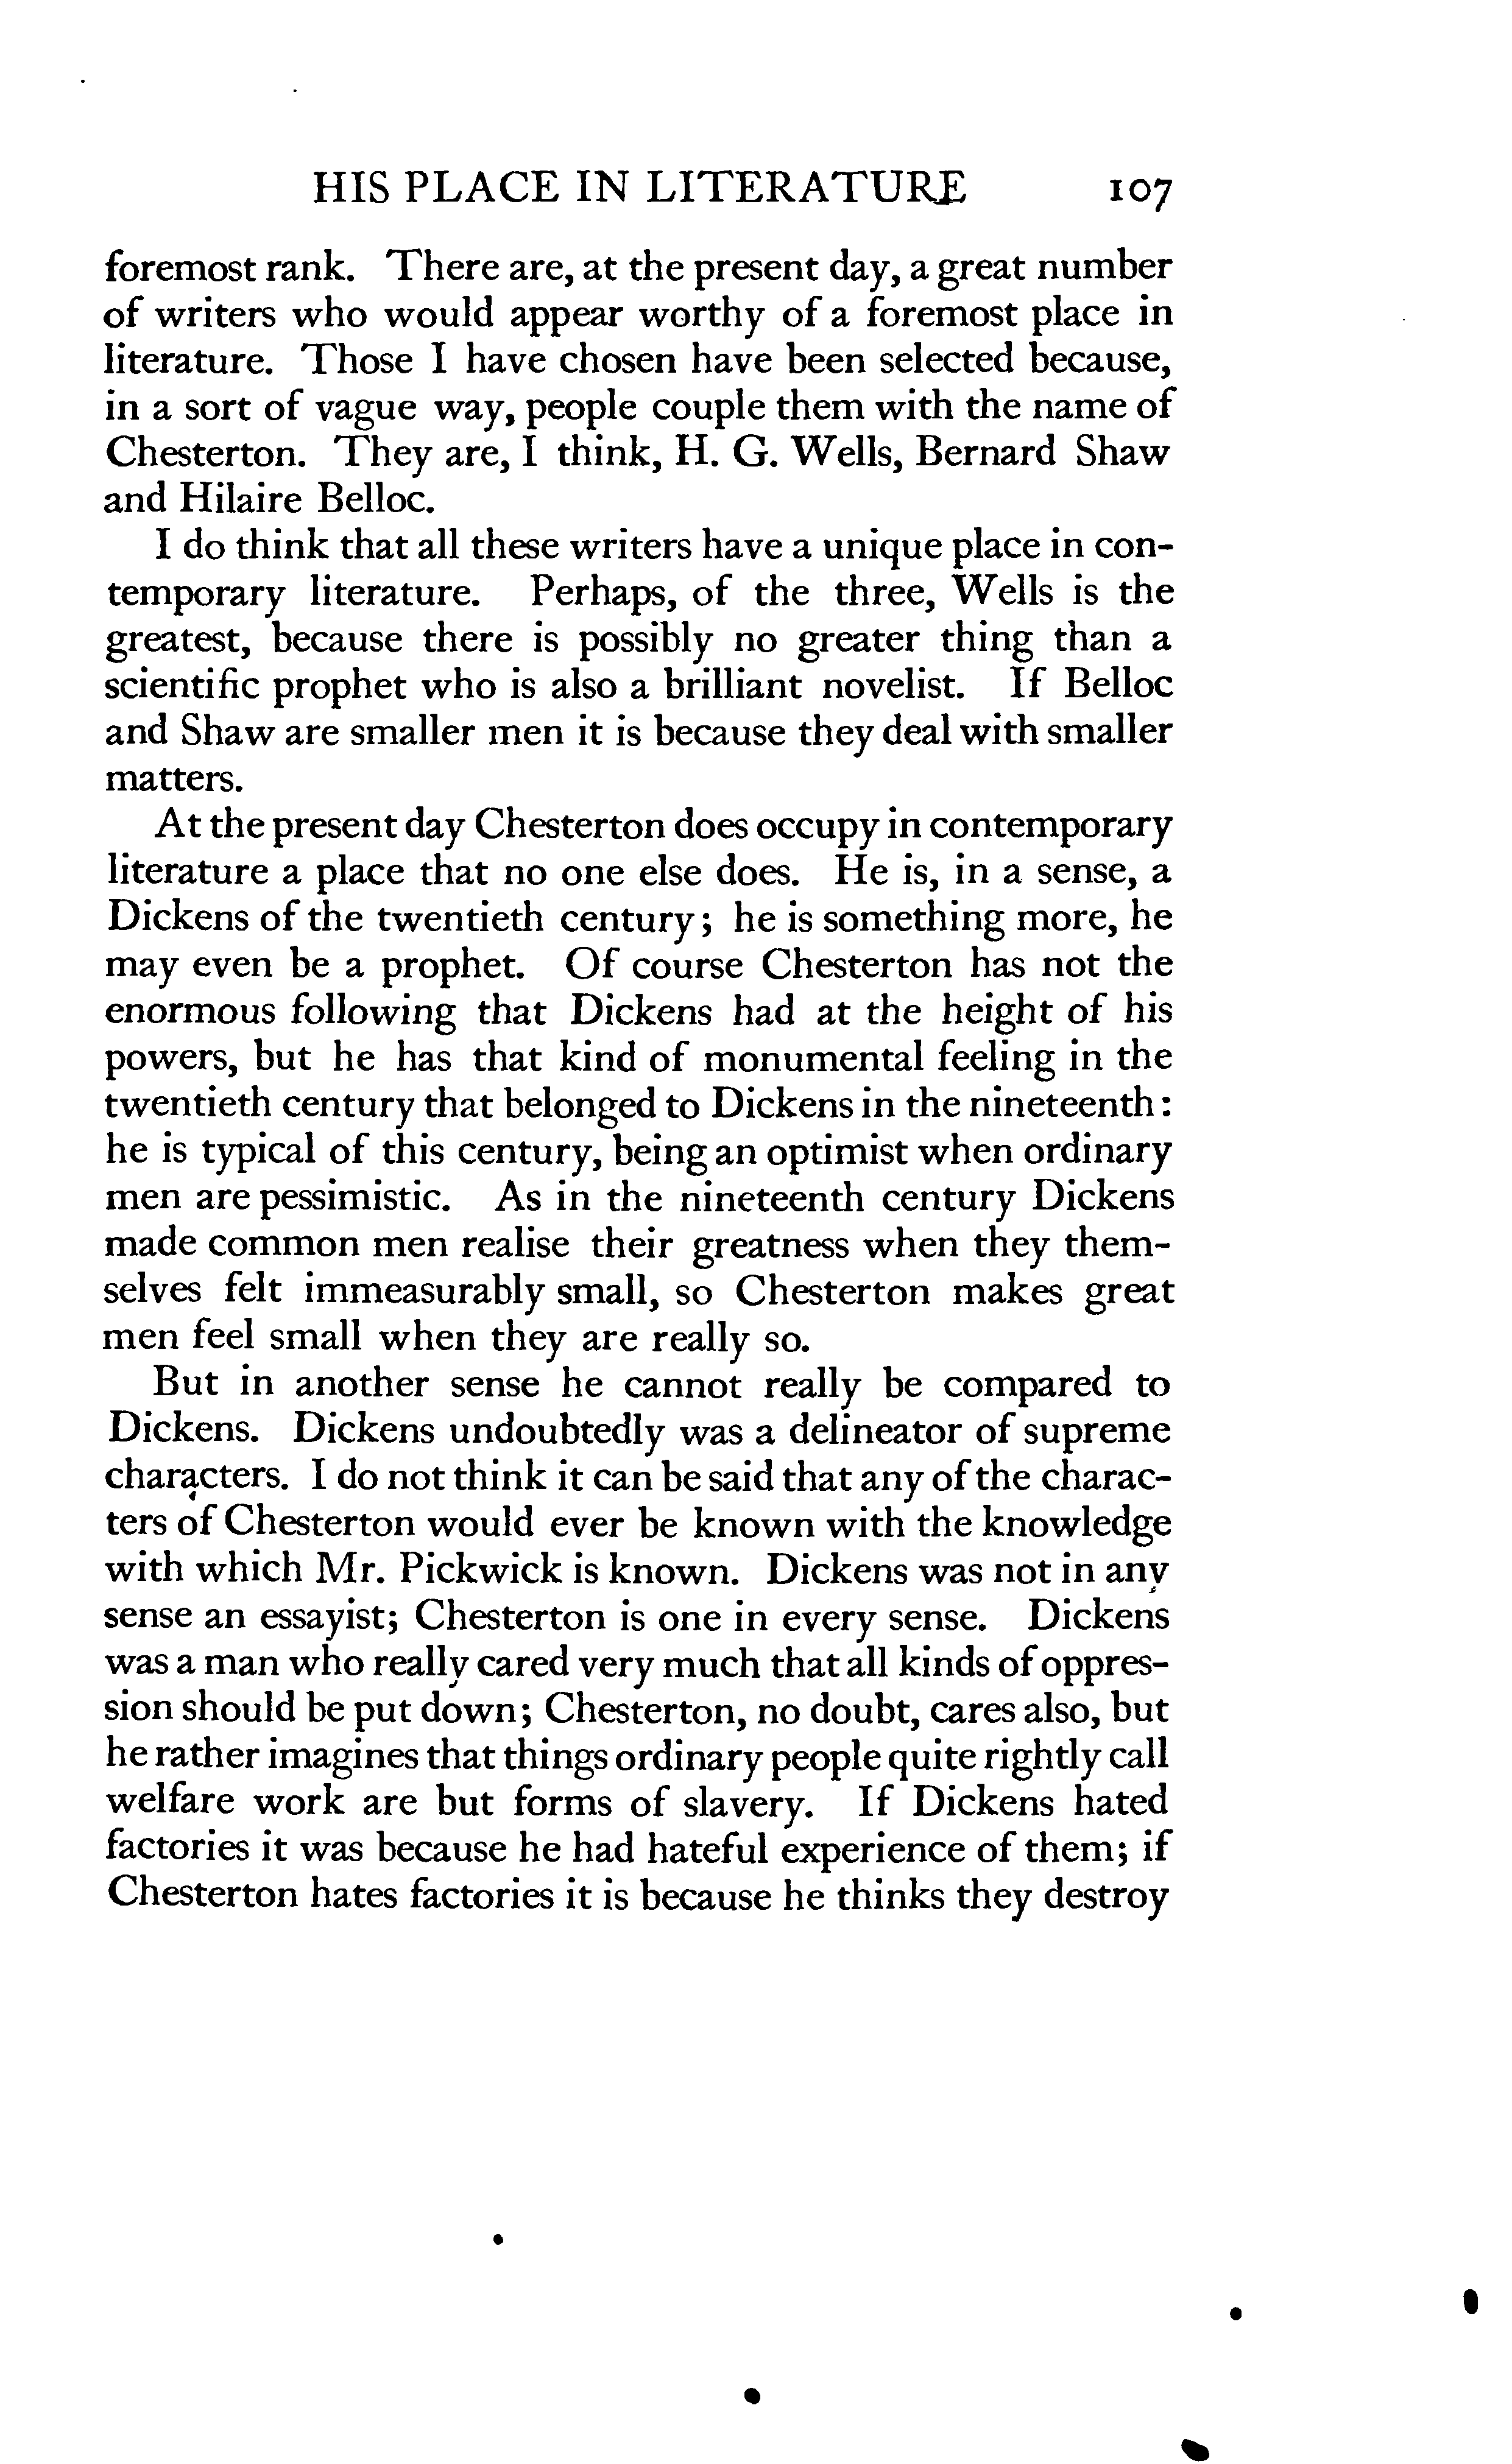 HIS PLACE IN LITERATURE 107
foremost rank. There are, at the present day, a great number
of writers who would appear worthy of a foremost place in
literature. Those I have chosen have been selected because,
in a sort of vague way, people couple them with the name of
Chesterton. They are, I think, H. G. Wells, Bernard Shaw
and Hilaire Belloc.
I do think that all these writers have a unique place in con-
temporary literature. Perhaps, of the three, Wells is the
greatest, because there is possibly no greater thing than a
scientific prophet who is also a brilliant novelist. If Belloc
and Shaw are smaller men it is because they deal with smaller
matters.
At the present day Chesterton does occupy in contemporary
literature a place that no one else does. He is, in a sense, a
Dickens of the twentieth century; he is something more, he
may even be a prophet. Of course Chesterton has not the
enormous following that Dickens had at the height of his
powers, but he has that kind of monumental feeling in the
twentieth century that belonged to Dickens in the nineteenth:
he is typical of this century, being an optimist when ordinary
men are pessimistic. As in the nineteenth century Dickens
made common men realise their greatness when they them-
selves felt immeasurably small, so Chesterton makes great
men feel small when they are really so.
But in another sense he cannot really be compared to
Dickens. Dickens undoubtedly was a delineator of supreme
characters. I do not think it can be said that any of the charac-
ters of Chesterton would ever be known with the knowledge
with which Mr. Pickwick is known. Dickens was not in any
sense an essayist; Chesterton is one in every sense. Dickens
was a man who really cared very much that all kinds of oppres-
sion should be put down; Chesterton, no doubt, cares also, but
he rather imagines that things ordinary people quite rightly call
welfare work are but forms of slavery. If Dickens hated
factories it was because he had hateful experience of them; if
Chesterton hates factories it is because he thinks they destroy